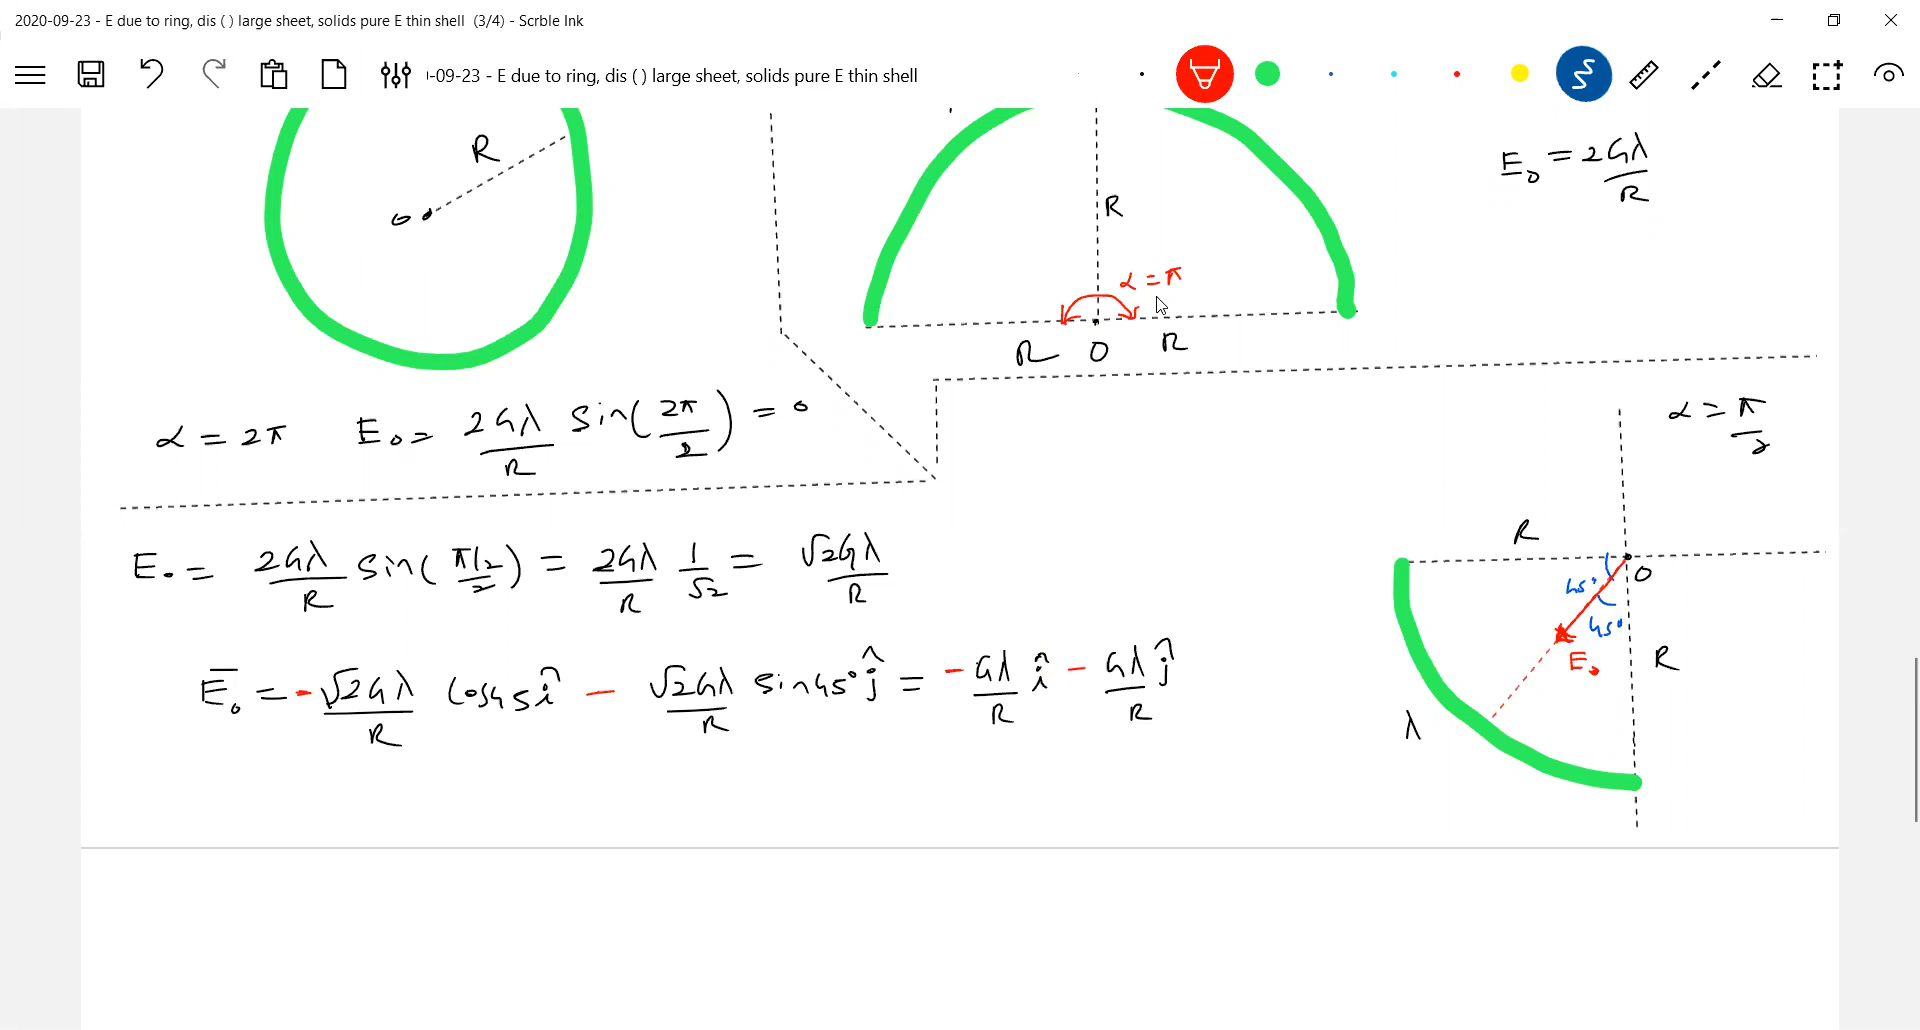 2020-09-23 - E due to ring, dis ( ) large sheet, solids pure E thin shell (3/4) - Scrble Ink
-09-23 - E due to ring, dis ( ) large sheet, solids pure E thin shell
R
O
R
α = π
R O R
E₀ = 2Gλ/R
α = 2π E₀ = 2Gλ/R sin(2π/2) = 0
α = π/2
E₀ = 2Gλ/R sin(π/2/2) = 2Gλ/R 1/√2 = √2Gλ/R
E̅₀ = -√2Gλ/R cos45 î - √2Gλ/R sin45° ĵ = -Gλ/R î - Gλ/R ĵ
R
O
45°
45°
E₀
R
λ